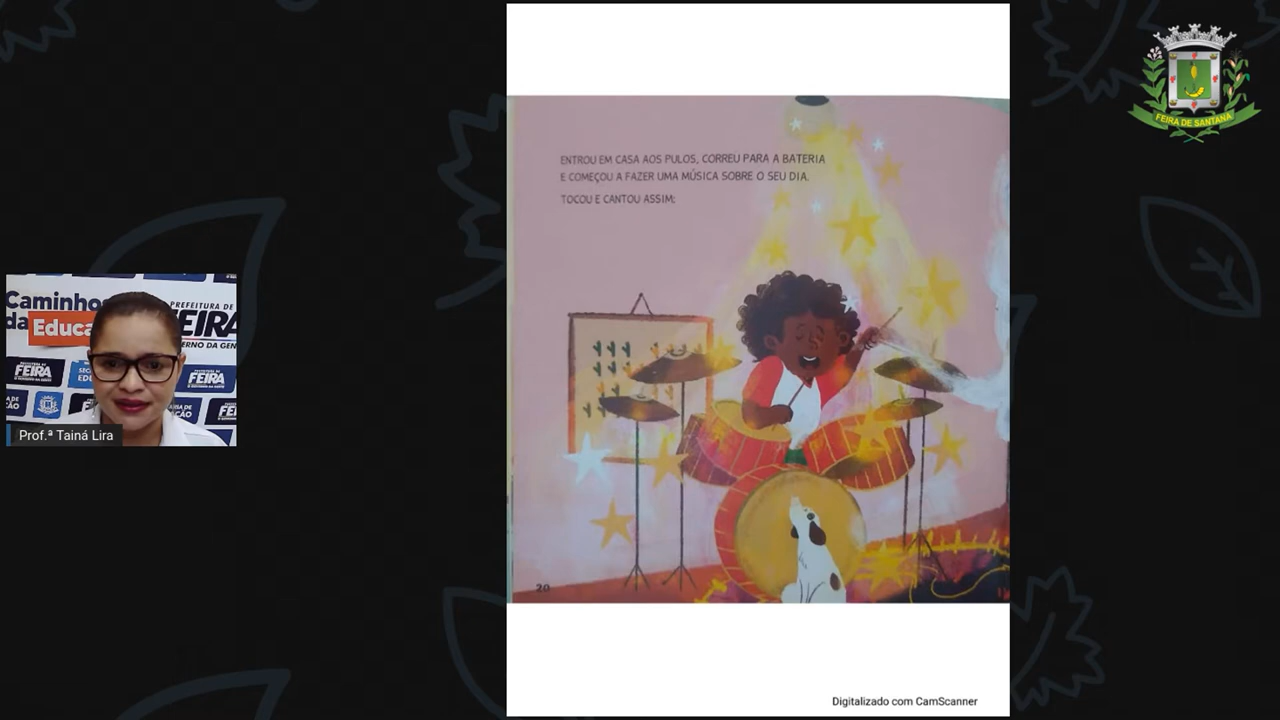 FEIRA DE SANTANA
ENTROU EM CASA AOS PULOS, CORREU PARA A BATERIA
E COMEÇOU A FAZER UMA MÚSICA SOBRE O SEU DIA.
TOCOU E CANTOU ASSIM:
Caminhos
da
Educa
PREFEITURA DE
FEIRA
FEIRA
FEIRA
Prof.ª Tainá Lira
20
Digitalizado com CamScanner